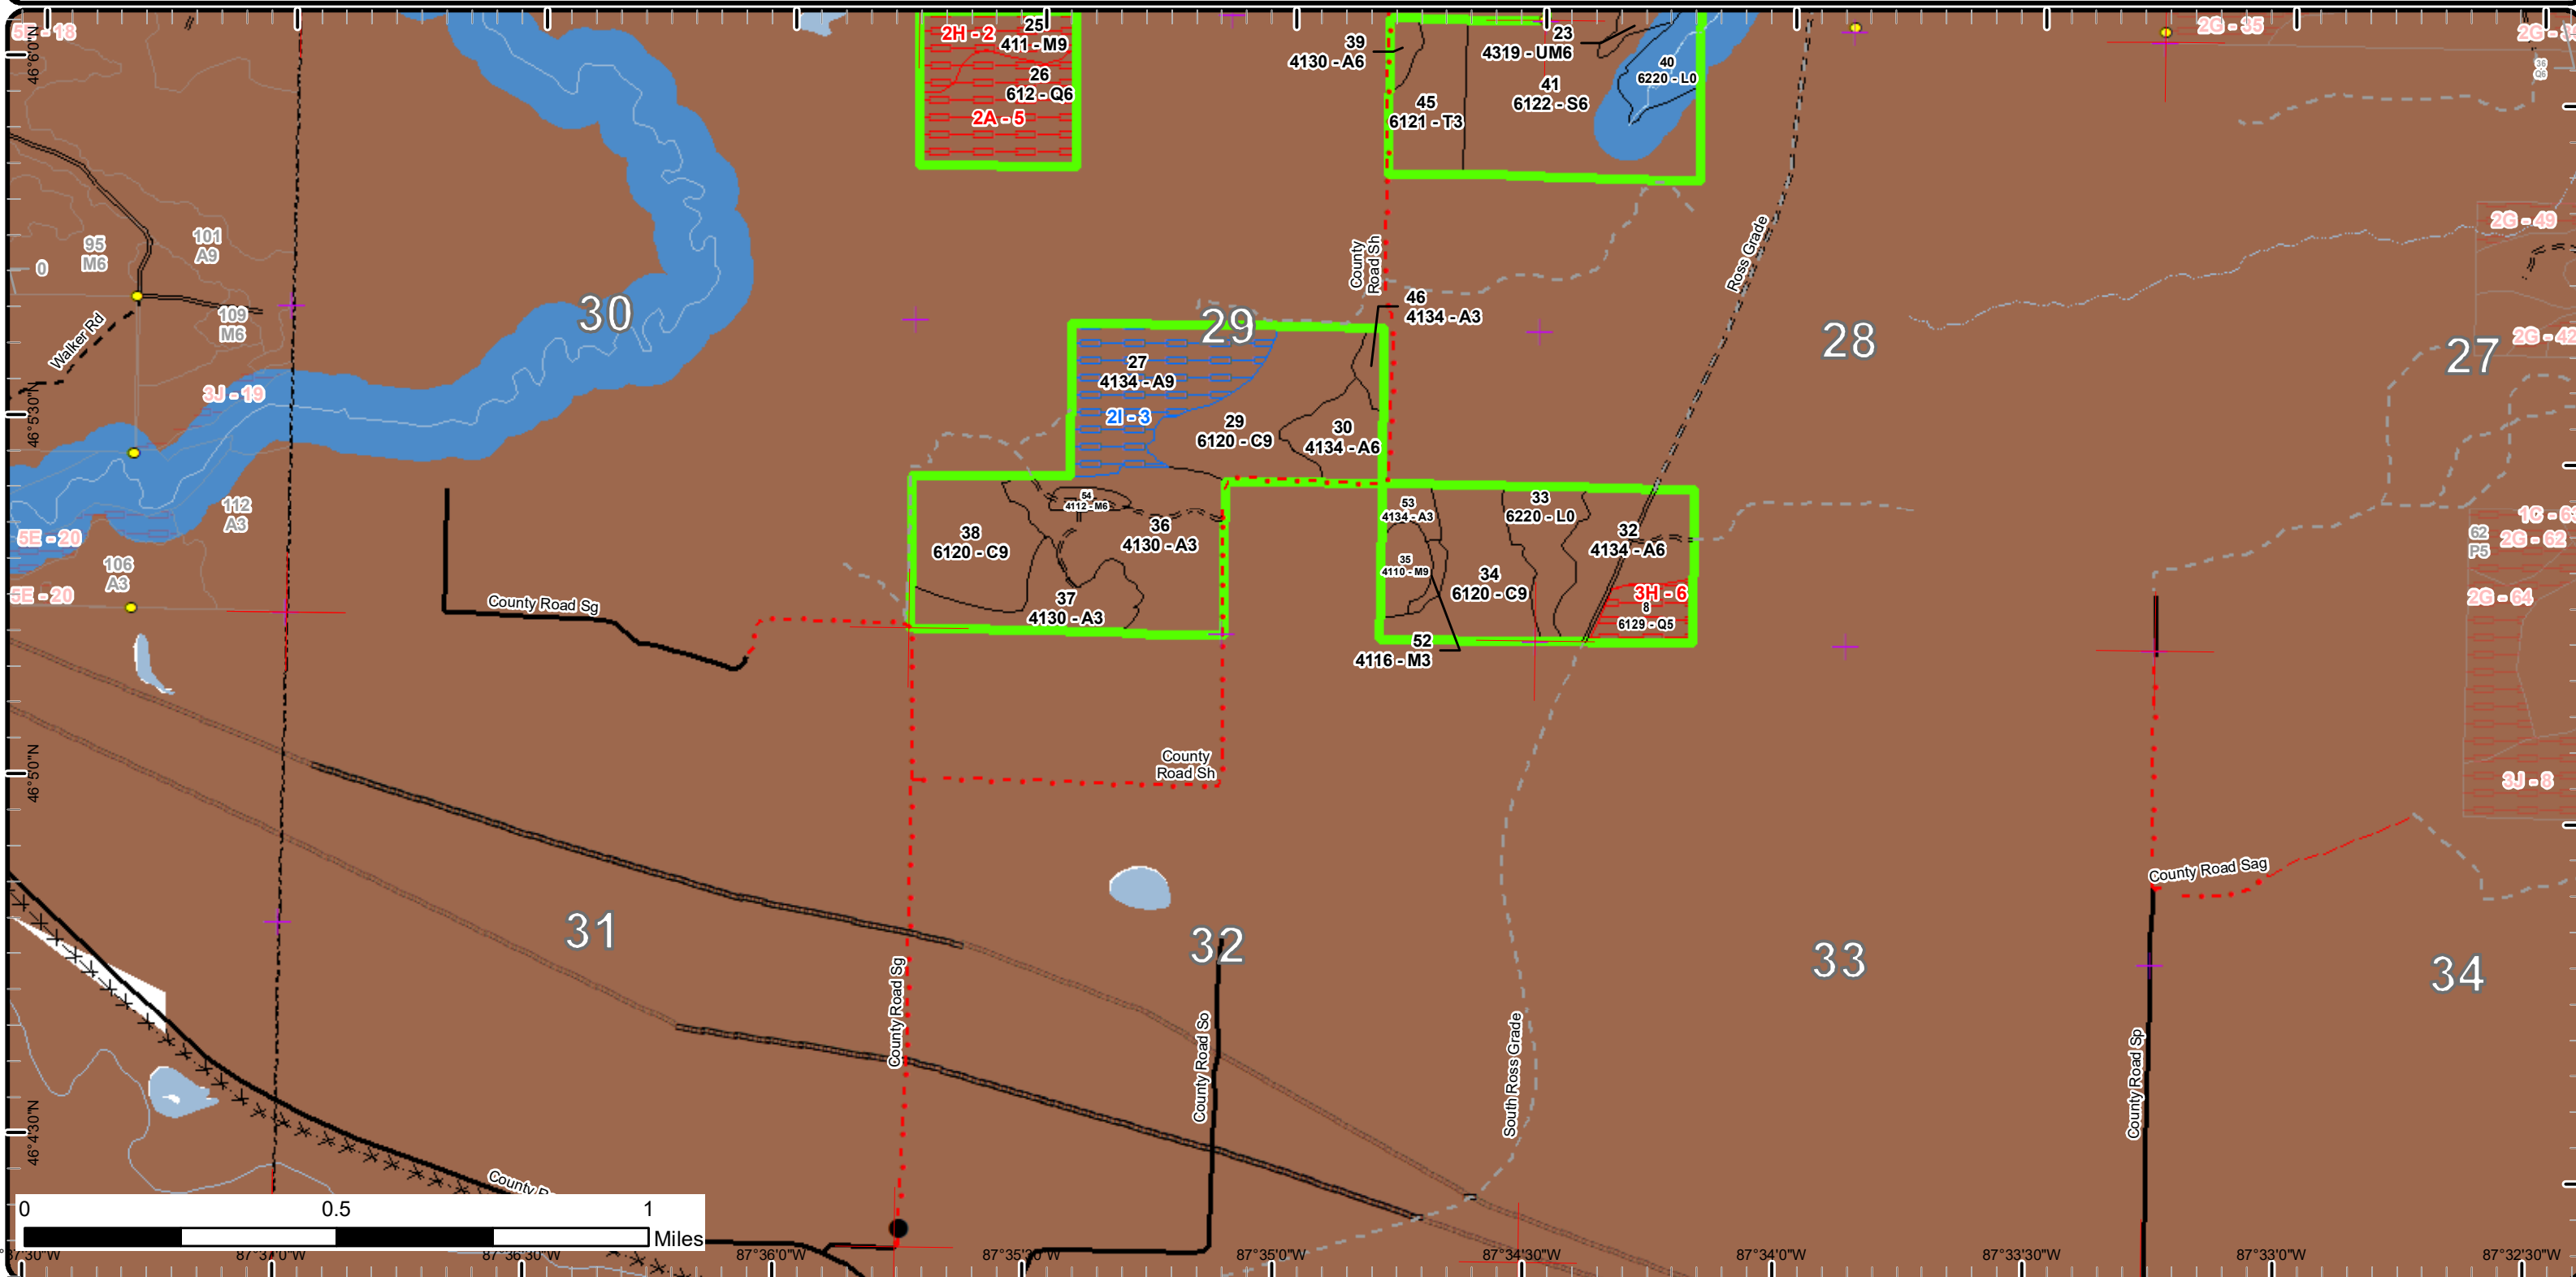 5E - 18
46°6'0"N
2H - 2
25
411 - M9
26
612 - Q6
2A - 5
39
4130 - A6
23
4319 - UM6
40
6220 - L0
41
6122 - S6
45
6121 - T3
2G - 35
36
Q6
95
M6
101
A9
0
109
M6
Walker Rd
30
County
Road Sh
Ross Grade
2G - 49
46
4134 - A3
29
28
27
2G - 42
27
4134 - A9
2I - 3
29
6120 - C9
30
4134 - A6
3J - 19
46°5'30"N
112
A3
5E - 20
106
A3
5E - 20
54
4112 - M6
38
6120 - C9
36
4130 - A3
37
4130 - A3
53
4134 - A3
33
6220 - L0
32
4134 - A6
35
4110 - M9
34
6120 - C9
3H - 6
8
6129 - Q5
52
4116 - M3
62
P5
2G - 62
2G - 64
County Road Sg
46°5'0"N
County
Road Sh
3J - 8
County Road Sag
31
32
33
34
County Road Sg
County Road So
South Ross Grade
County Road Sp
46°4'30"N
0
0.5
1
Miles
87°37'0"W
87°36'30"W
87°36'0"W
87°35'30"W
87°35'0"W
87°34'30"W
87°34'0"W
87°33'30"W
87°33'0"W
87°32'30"W